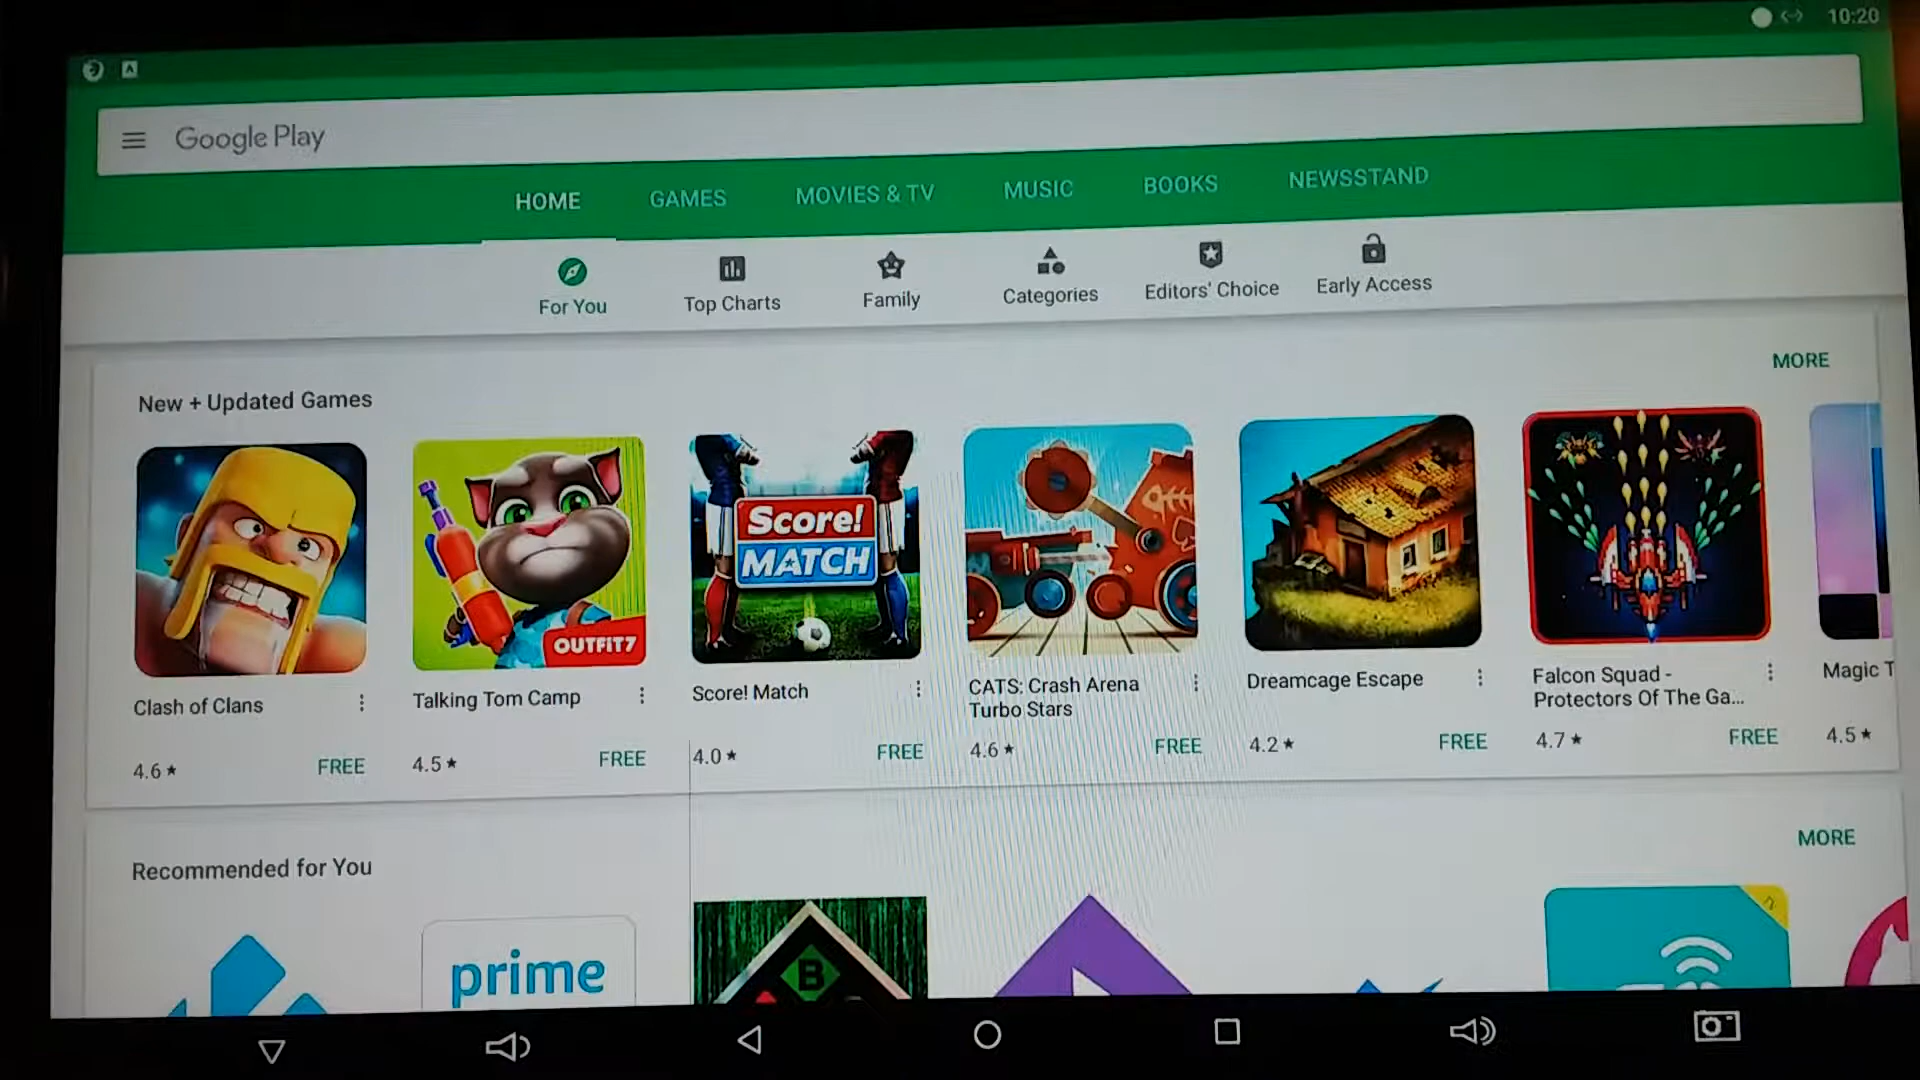 10:20
Google Play
HOME GAMES MOVIES & TV MUSIC BOOKS NEWSSTAND
For You Top Charts Family Categories Editors' Choice Early Access
New + Updated Games MORE
OUTFIT7
Score!
MATCH
Clash of Clans
4.6★ FREE
Talking Tom Camp
4.5★ FREE
Score! Match
4.0★ FREE
CATS: Crash Arena
Turbo Stars
4.6★ FREE
Dreamcage Escape
4.2★ FREE
Falcon Squad -
Protectors Of The Ga...
4.7★ FREE
Magic T
4.5★
Recommended for You MORE
prime
B